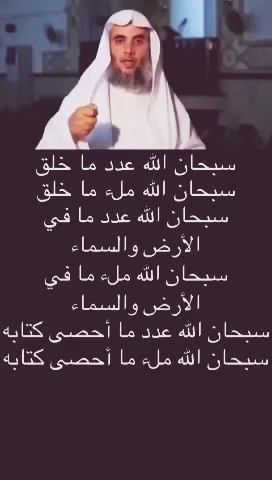 سبحان الله عدد ما خلق
سبحان الله ملء ما خلق
سبحان الله عدد ما في
الأرض والسماء
سبحان الله ملء ما في
الأرض والسماء
سبحان الله عدد ما أحصى كتابه
سبحان الله ملء ما أحصى كتابه